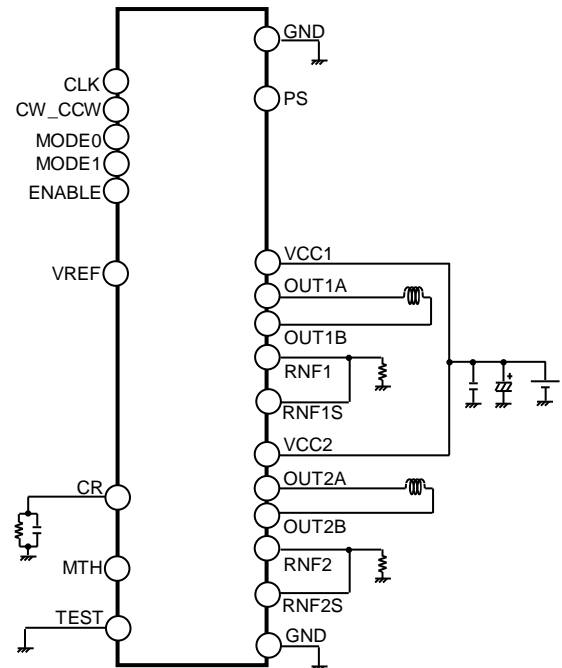 GND
CLK
PS
CW_CCW
MODE0
MODE1
ENABLE
VCC1
VREF
OUT1A
OUT1B
RNF1
RNF1S
VCC2
CR
OUT2A
OUT2B
RNF2
MTH
RNF2S
TEST
GND
+